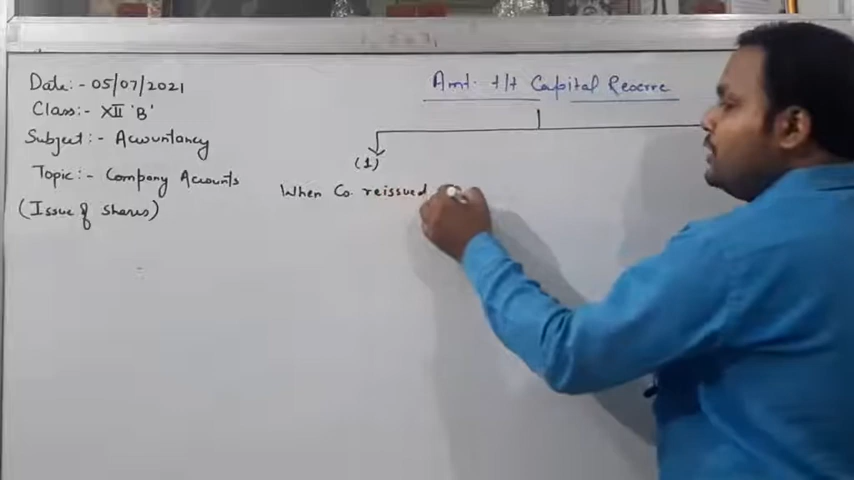 Date:- 05/07/2021
Class:- XII 'B'
Subject:- Accountancy
Topic:- Company Accounts
(Issue of shares)
Amt. t/t Capital Reserve
(1)
When Co. reissued